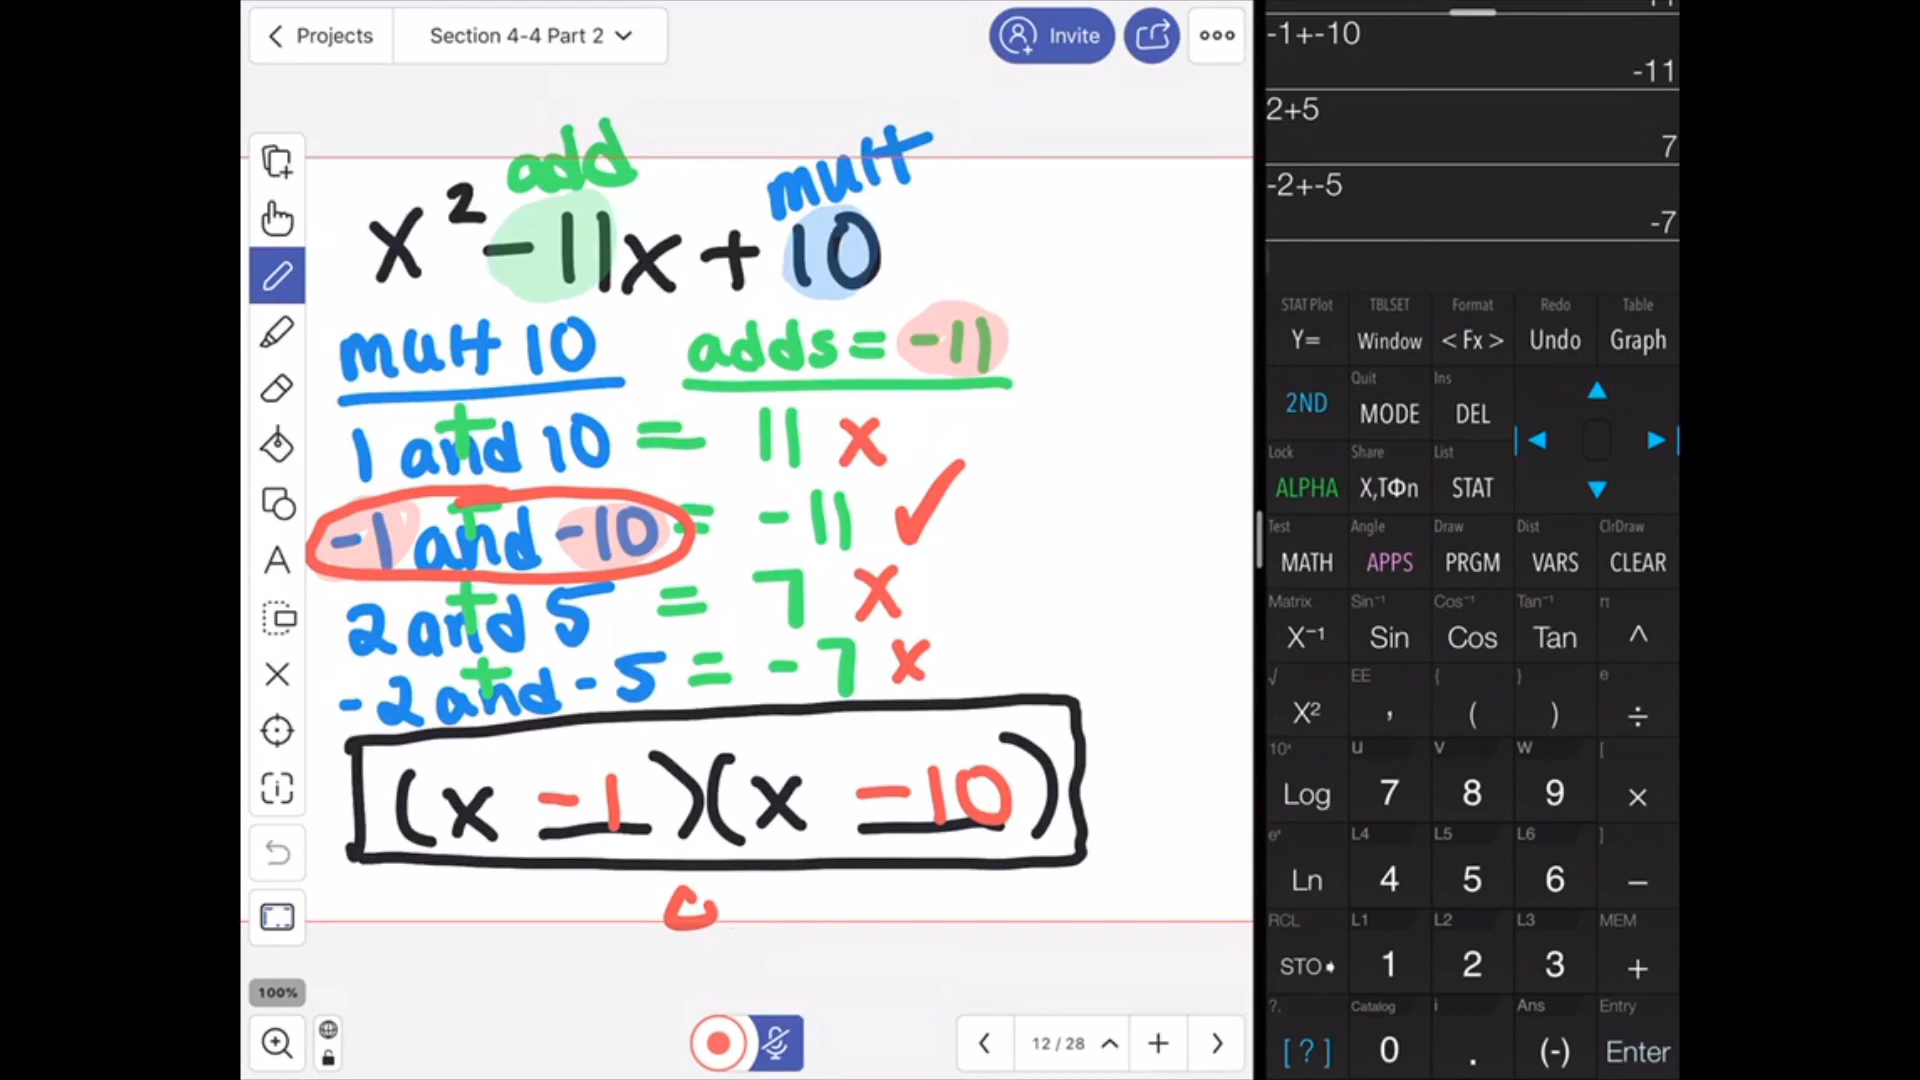 Projects
Section 4-4 Part 2
Invite
add
mult
x² -11x + 10
mult 10
adds = -11
1 and 10 = 11 x
+
-1 and -10 = -11 ✓
+
2 and 5 = 7 x
+
-2 and -5 = -7 x
+
(x -1)(x -10)
A
100%
12 / 28
-1+-10
-11
2+5
7
-2+-5
-7
STAT Plot TBLSET Format Redo Table
Y= Window < Fx > Undo Graph
Quit Ins
2ND MODE DEL
Lock Share List
ALPHA X,TΦn STAT
Test Angle Draw Dist ClrDraw
MATH APPS PRGM VARS CLEAR
Matrix Sin⁻¹ Cos⁻¹ Tan⁻¹ π
X⁻¹ Sin Cos Tan ^
√ EE { } e
X² , ( ) ÷
10ˣ u v w [
Log 7 8 9 ×
eˣ L4 L5 L6 ]
Ln 4 5 6 −
RCL L1 L2 L3 MEM
STO➧ 1 2 3 +
?. Catalog i Ans Entry
[ ? ] 0 . (-) Enter